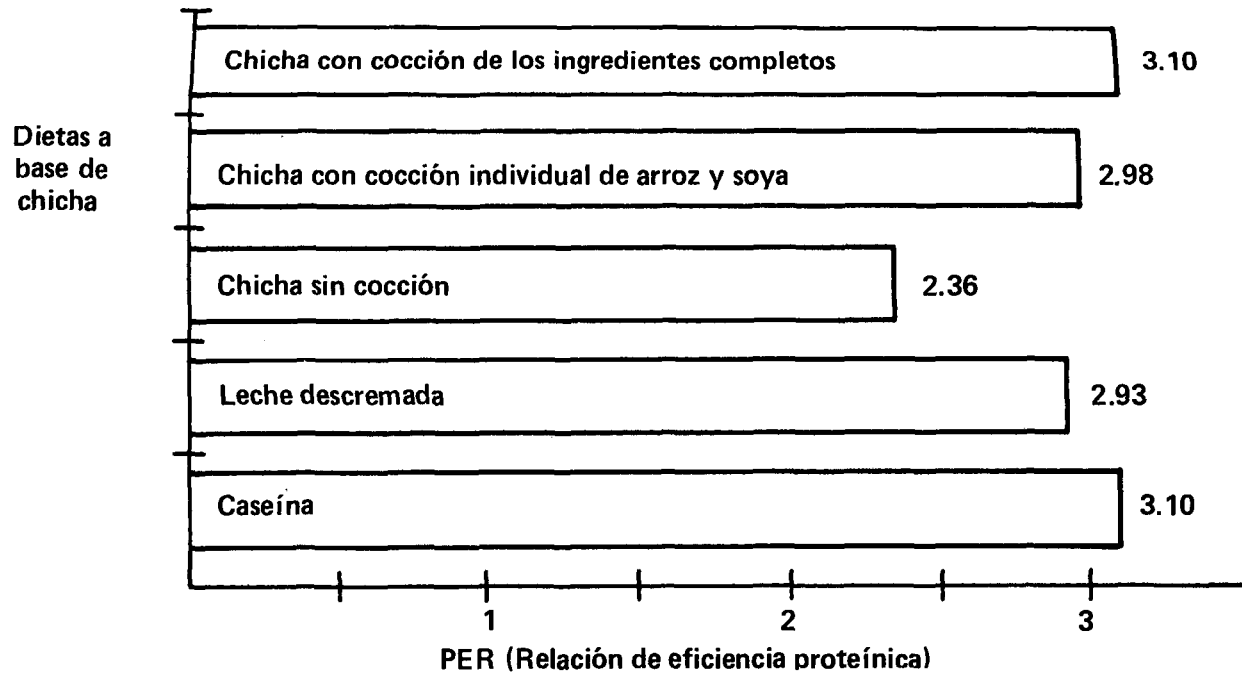 Chicha con cocción de los ingredientes completos 3.10
Dietas a
base de
chicha
Chicha con cocción individual de arroz y soya 2.98
Chicha sin cocción 2.36
Leche descremada 2.93
Caseína 3.10
1 2 3
PER (Relación de eficiencia proteínica)